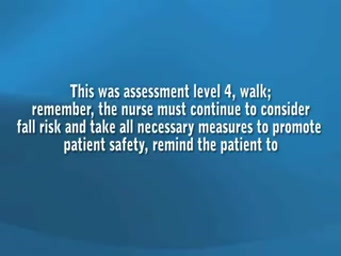 This was assessment level 4, walk;
remember, the nurse must continue to consider
fall risk and take all necessary measures to promote
patient safety, remind the patient to